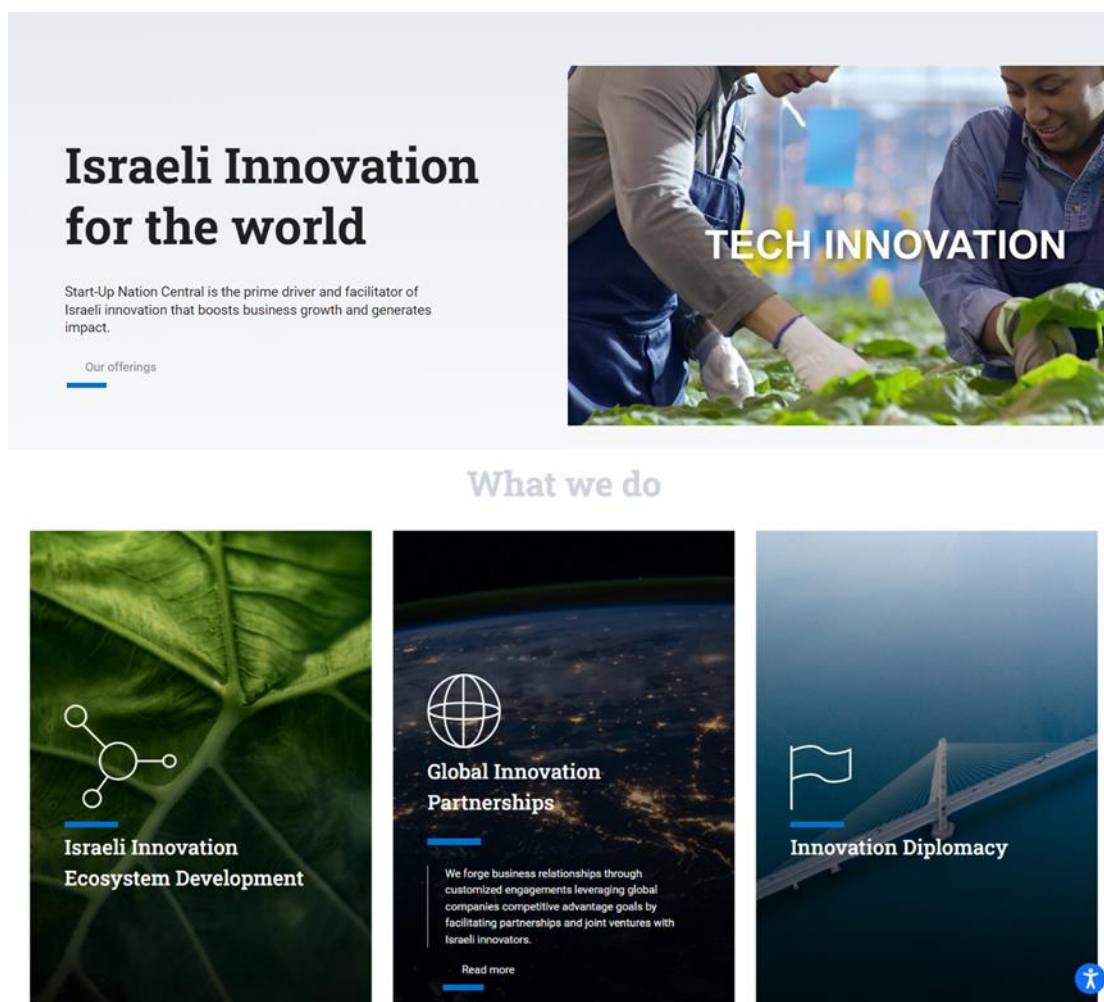 Israeli Innovation
for the world
Start-Up Nation Central is the prime driver and facilitator of
Israeli innovation that boosts business growth and generates
impact.
Our offerings
TECH INNOVATION
What we do
Israeli Innovation
Ecosystem Development
Global Innovation
Partnerships
We forge business relationships through
customized engagements leveraging global
companies competitive advantage goals by
facilitating partnerships and joint ventures with
Israeli innovators.
Read more
Innovation Diplomacy